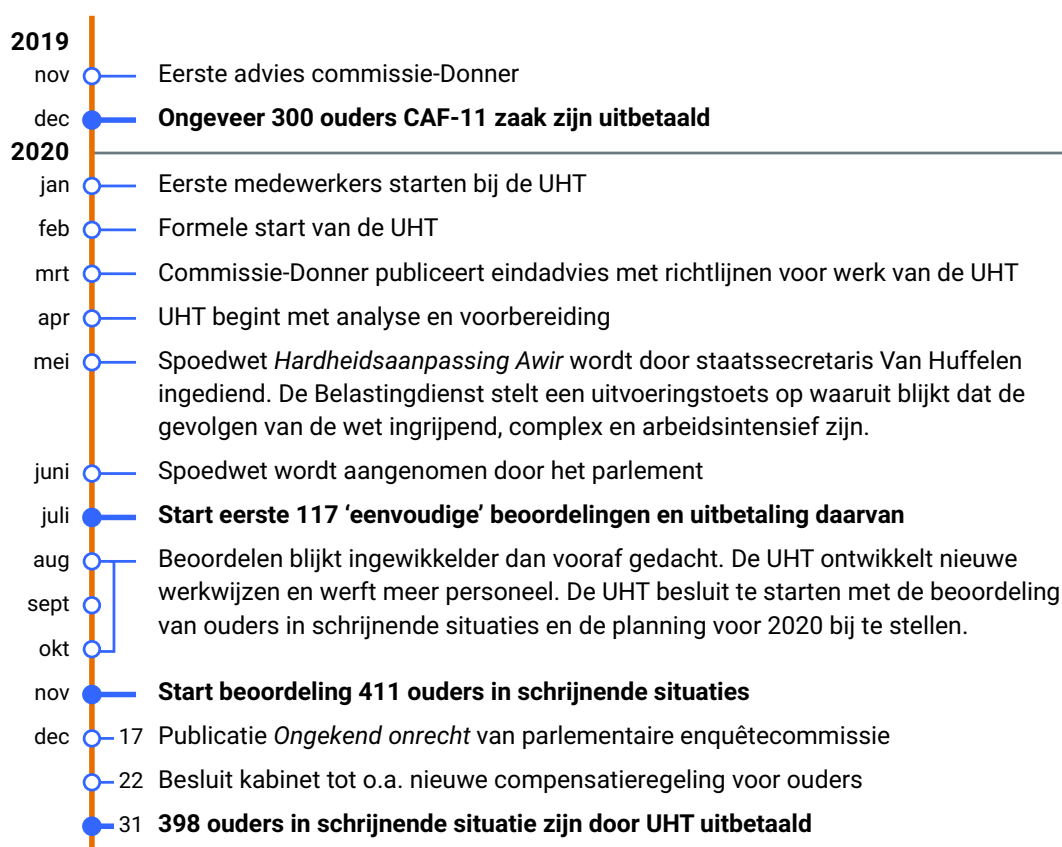 2019
nov Eerste advies commissie-Donner
dec Ongeveer 300 ouders CAF-11 zaak zijn uitbetaald
2020
jan Eerste medewerkers starten bij de UHT
feb Formele start van de UHT
mrt Commissie-Donner publiceert eindadvies met richtlijnen voor werk van de UHT
apr UHT begint met analyse en voorbereiding
mei Spoedwet Hardheidsaanpassing Awir wordt door staatssecretaris Van Huffelen
ingediend. De Belastingdienst stelt een uitvoeringstoets op waaruit blijkt dat de
gevolgen van de wet ingrijpend, complex en arbeidsintensief zijn.
juni Spoedwet wordt aangenomen door het parlement
juli Start eerste 117 ‘eenvoudige’ beoordelingen en uitbetaling daarvan
aug Beoordelen blijkt ingewikkelder dan vooraf gedacht. De UHT ontwikkelt nieuwe
sept werkwijzen en werft meer personeel. De UHT besluit te starten met de beoordeling
okt van ouders in schrijnende situaties en de planning voor 2020 bij te stellen.
nov Start beoordeling 411 ouders in schrijnende situaties
dec 17 Publicatie Ongekend onrecht van parlementaire enquêtecommissie
22 Besluit kabinet tot o.a. nieuwe compensatieregeling voor ouders
31 398 ouders in schrijnende situatie zijn door UHT uitbetaald